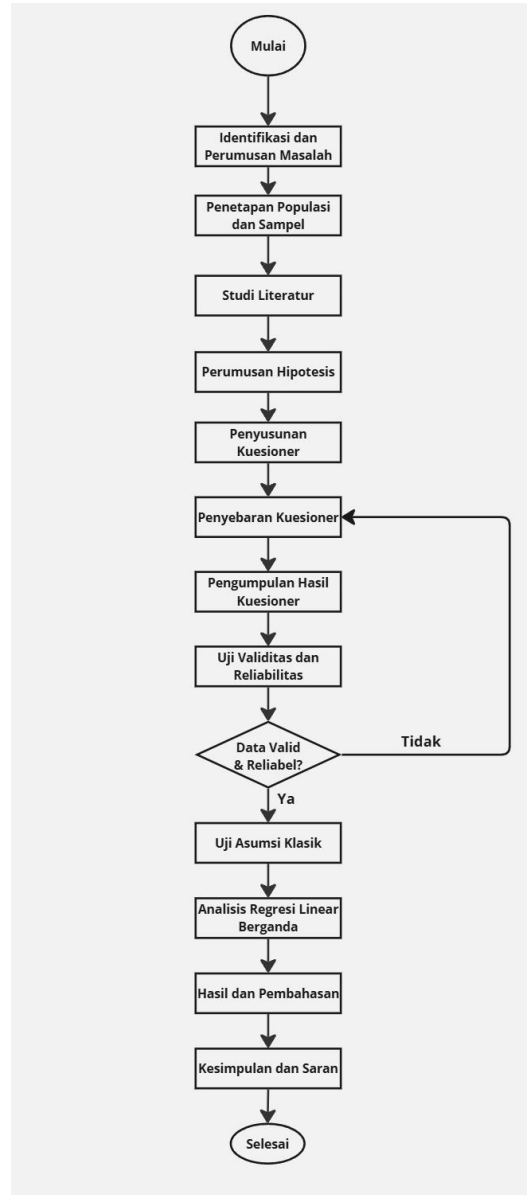 Mulai
Identifikasi dan
Perumusan Masalah
Penetapan Populasi
dan Sampel
Studi Literatur
Perumusan Hipotesis
Penyusunan
Kuesioner
Penyebaran Kuesioner
Pengumpulan Hasil
Kuesioner
Uji Validitas dan
Reliabilitas
Data Valid
& Reliabel?
Tidak
Ya
Uji Asumsi Klasik
Analisis Regresi Linear
Berganda
Hasil dan Pembahasan
Kesimpulan dan Saran
Selesai